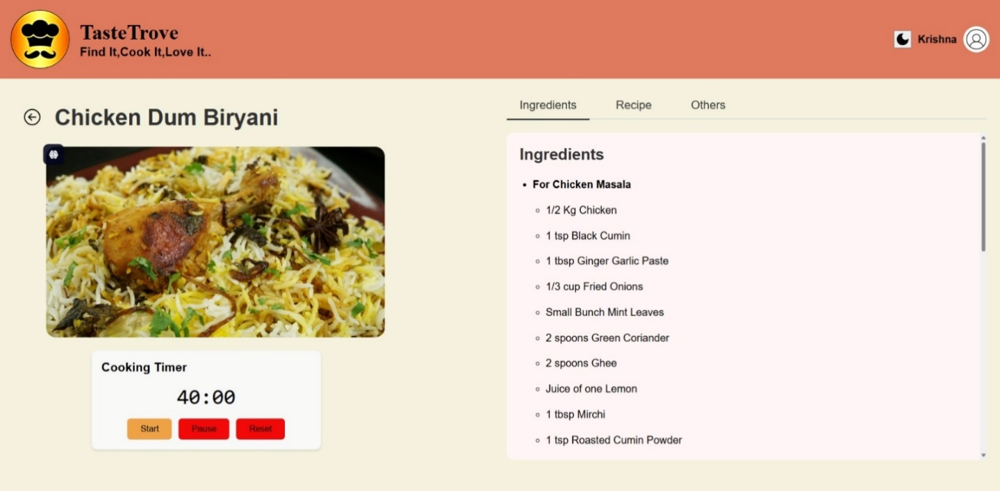 TasteTrove
Find It,Cook It,Love It..
Krishna
Chicken Dum Biryani
Cooking Timer
40:00
Start Pause Reset
Ingredients Recipe Others
Ingredients
For Chicken Masala
1/2 Kg Chicken
1 tsp Black Cumin
1 tbsp Ginger Garlic Paste
1/3 cup Fried Onions
Small Bunch Mint Leaves
2 spoons Green Coriander
2 spoons Ghee
Juice of one Lemon
1 tbsp Mirchi
1 tsp Roasted Cumin Powder